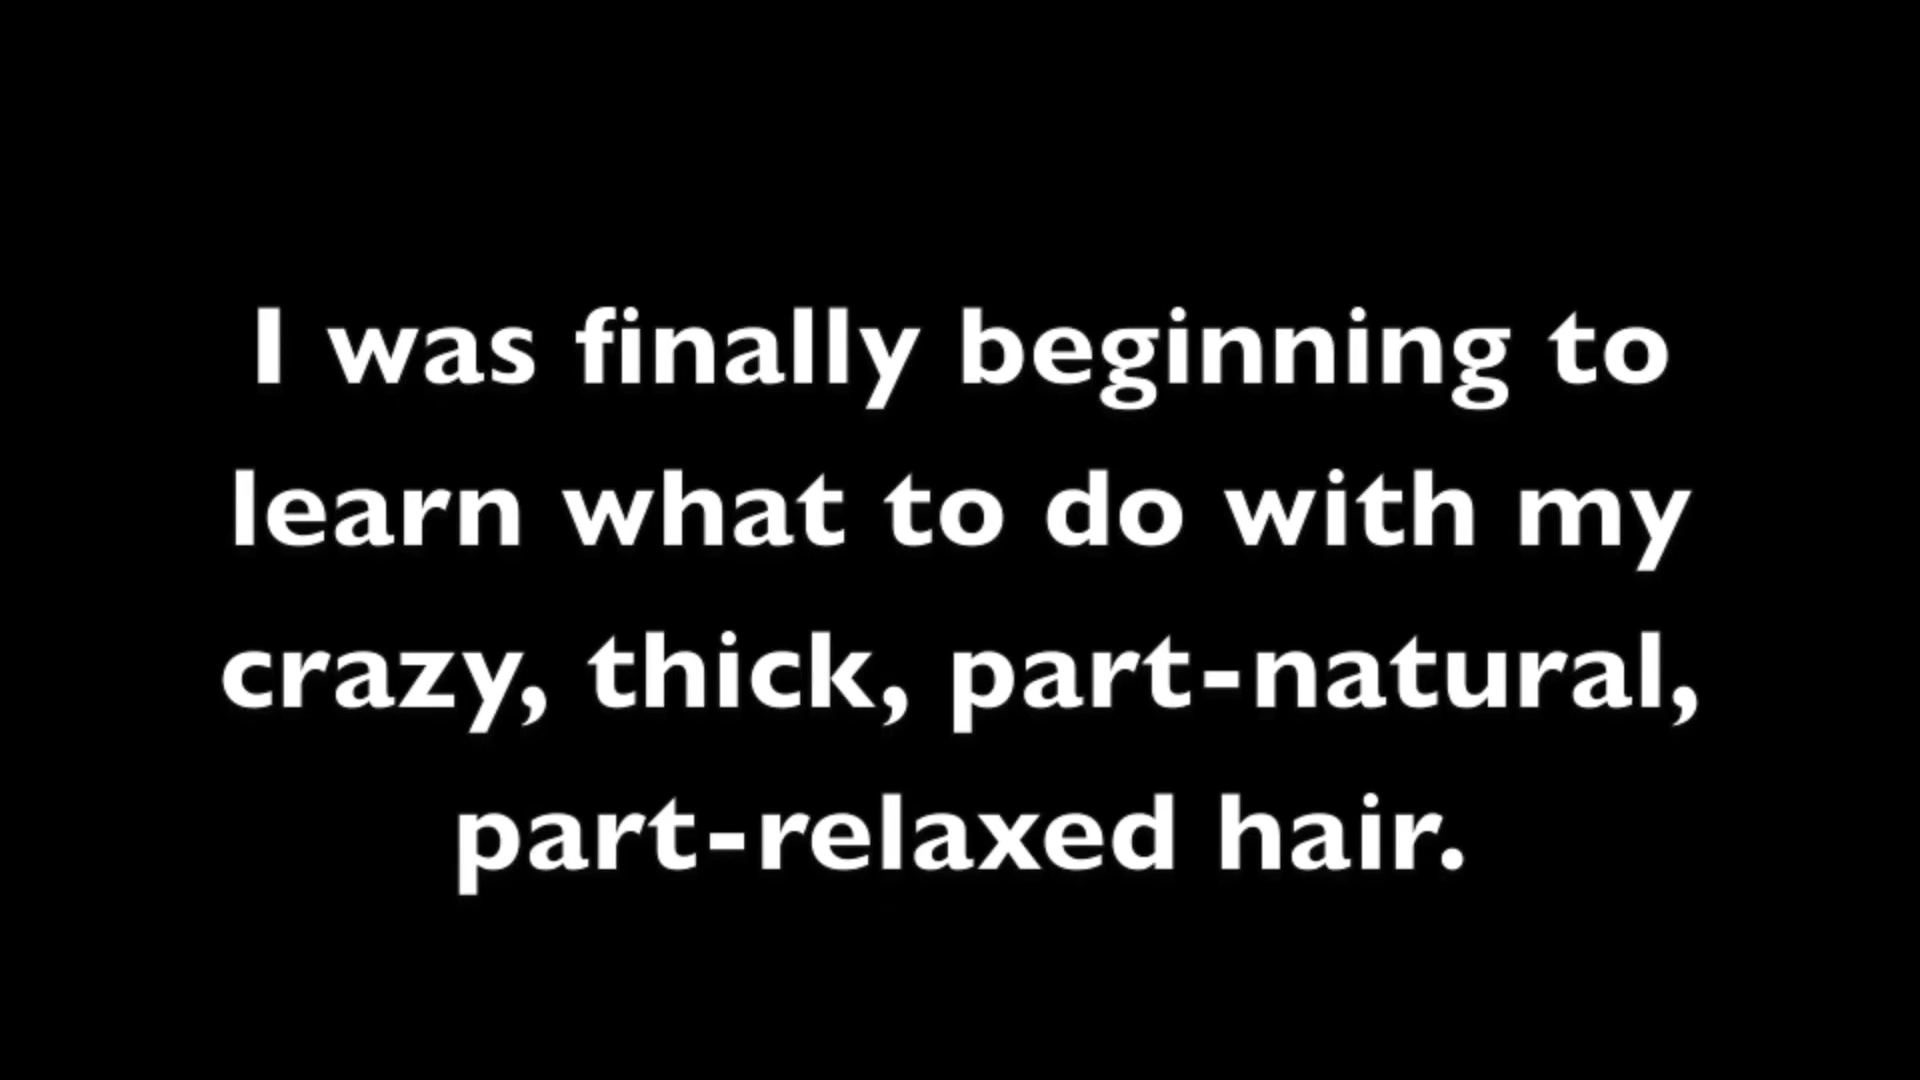 I was finally beginning to
learn what to do with my
crazy, thick, part-natural,
part-relaxed hair.